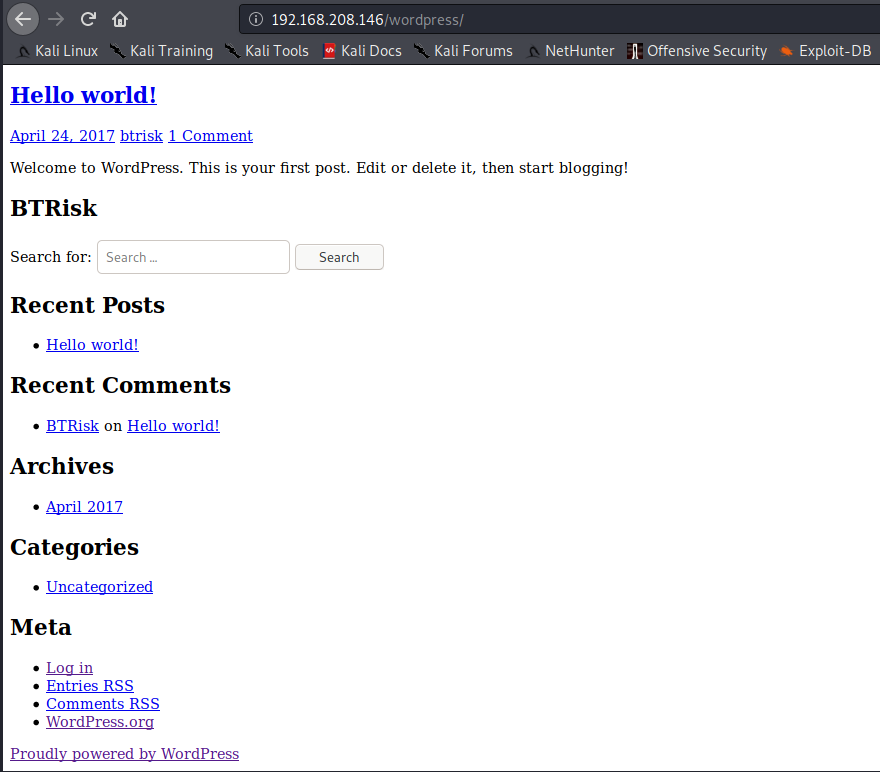 192.168.208.146/wordpress/
Kali Linux Kali Training Kali Tools Kali Docs Kali Forums NetHunter Offensive Security Exploit-DB
Hello world!
April 24, 2017 btrisk 1 Comment
Welcome to WordPress. This is your first post. Edit or delete it, then start blogging!
BTRisk
Search for: Search … Search
Recent Posts
Hello world!
Recent Comments
BTRisk on Hello world!
Archives
April 2017
Categories
Uncategorized
Meta
Log in
Entries RSS
Comments RSS
WordPress.org
Proudly powered by WordPress